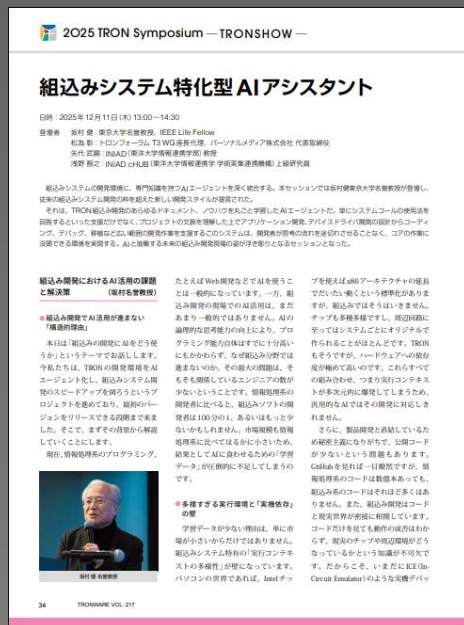 2025 TRON Symposium — TRONSHOW —
組込みシステム特化型AIアシスタント
日時：2025年12月11日（木）13:00～14:30
登壇者 坂村 健：東京大学名誉教授、IEEE Life Fellow
松為 彰：トロンフォーラム T3 WG座長代理、パーソナルメディア株式会社 代表取締役
矢代 武嗣：INIAD（東洋大学情報連携学部）教授
浅野 智之：INIAD cHUB（東洋大学情報連携学部 学術実業連携機構）上級研究員
組込みシステムの開発環境に、専門知識を持つAIエージェントを深く統合する。本セッションでは坂村健東京大学名誉教授が登壇し、
従来の組込みシステム開発の枠を超えた新しい開発スタイルが提案された。
それは、TRON組込み開発のあらゆるドキュメント、ノウハウを丸ごと学習したAIエージェントだ。単にシステムコールの使用法を
回答するといった支援だけでなく、プロジェクトの文脈を理解した上でアプリケーション開発、デバイスドライバ開発の設計からコーティ
ング、デバッグ、移植など広い範囲の開発作業を支援するこのシステムは、開発者が思考の流れを途切れさせることなく、コアの作業に
没頭できる環境を実現する。AIと協働する未来の組込み開発現場の姿が浮き彫りとなるセッションとなった。
組込み開発におけるAI活用の課題
と解決策 （坂村名誉教授）
●組込み開発でAI活用が進まない
「構造的理由」
本日は「組込みの開発にAIをどう使
うか」というテーマでお話しします。
今私たちは、TRONの開発環境をAI
エージェント化し、組込みシステム開
発のスピードアップを図ろうというプ
ロジェクトを進めており、最初のバー
ジョンをリリースできる段階まで来ま
した。そこで、まずその背景から解説
していくことにします。
現在、情報処理系のプログラミング、
坂村 健 名誉教授
たとえばWeb開発などでAIを使うこ
とは一般的になっています。一方、組
込み開発の現場でのAI活用は、まだ
あまり一般的ではありません。AIの
論理的な思考能力の向上により、プロ
グラミング能力自体はすでに十分高い
にもかかわらず、なぜ組込み分野では
進まないのか。その最大の問題は、そ
もそも関係しているエンジニアの数が
少ないということです。情報処理系の
開発者に比べると、組込みソフトの開
発者は100分の1、あるいはもっと少
ないかもしれません。市場規模も情報
処理系に比べてはるかに小さいため、
結果としてAIに食わせるための「学習
データ」が圧倒的に不足してしまうの
です。
●多様すぎる実行環境と「実機依存」
の壁
学習データが少ない理由は、単に市
場が小さいからだけではありません。
組込みシステム特有の「実行コンテキ
ストの多様性」が壁になっています。
パソコンの世界であれば、Intelチッ
プを使えばx86アーキテクチャの延長
でだいたい動くという標準化がありま
すが、組込みではそうはいきません。
チップも多種多様ですし、周辺回路に
至ってはシステムごとにオリジナルで
作られることがほとんどです。TRON
もそうですが、ハードウェアへの依存
度が極めて高いのです。これらすべて
の組み合わせ、つまり実行コンテキス
トが多次元的に爆発してしまうため、
汎用的なAIではその開発に対応しき
れません。
さらに、製品開発と直結しているた
め秘密主義になりがちで、公開コード
が少ないという問題もあります。
GitHubを見れば一目瞭然ですが、情
報処理系のコードは数億本あっても、
組込み系のコードはそれほど多くはあ
りません。また、組込み開発はコード
と現実世界が密接に相関しています。
コードだけを見ても動作の成否はわか
らず、現実のチップや周辺環境がどう
なっているかという知識が不可欠で
す。だからこそ、いまだにICE（In-
Circuit Emulator）のような実機デバッ
34 TRONWARE VOL. 217